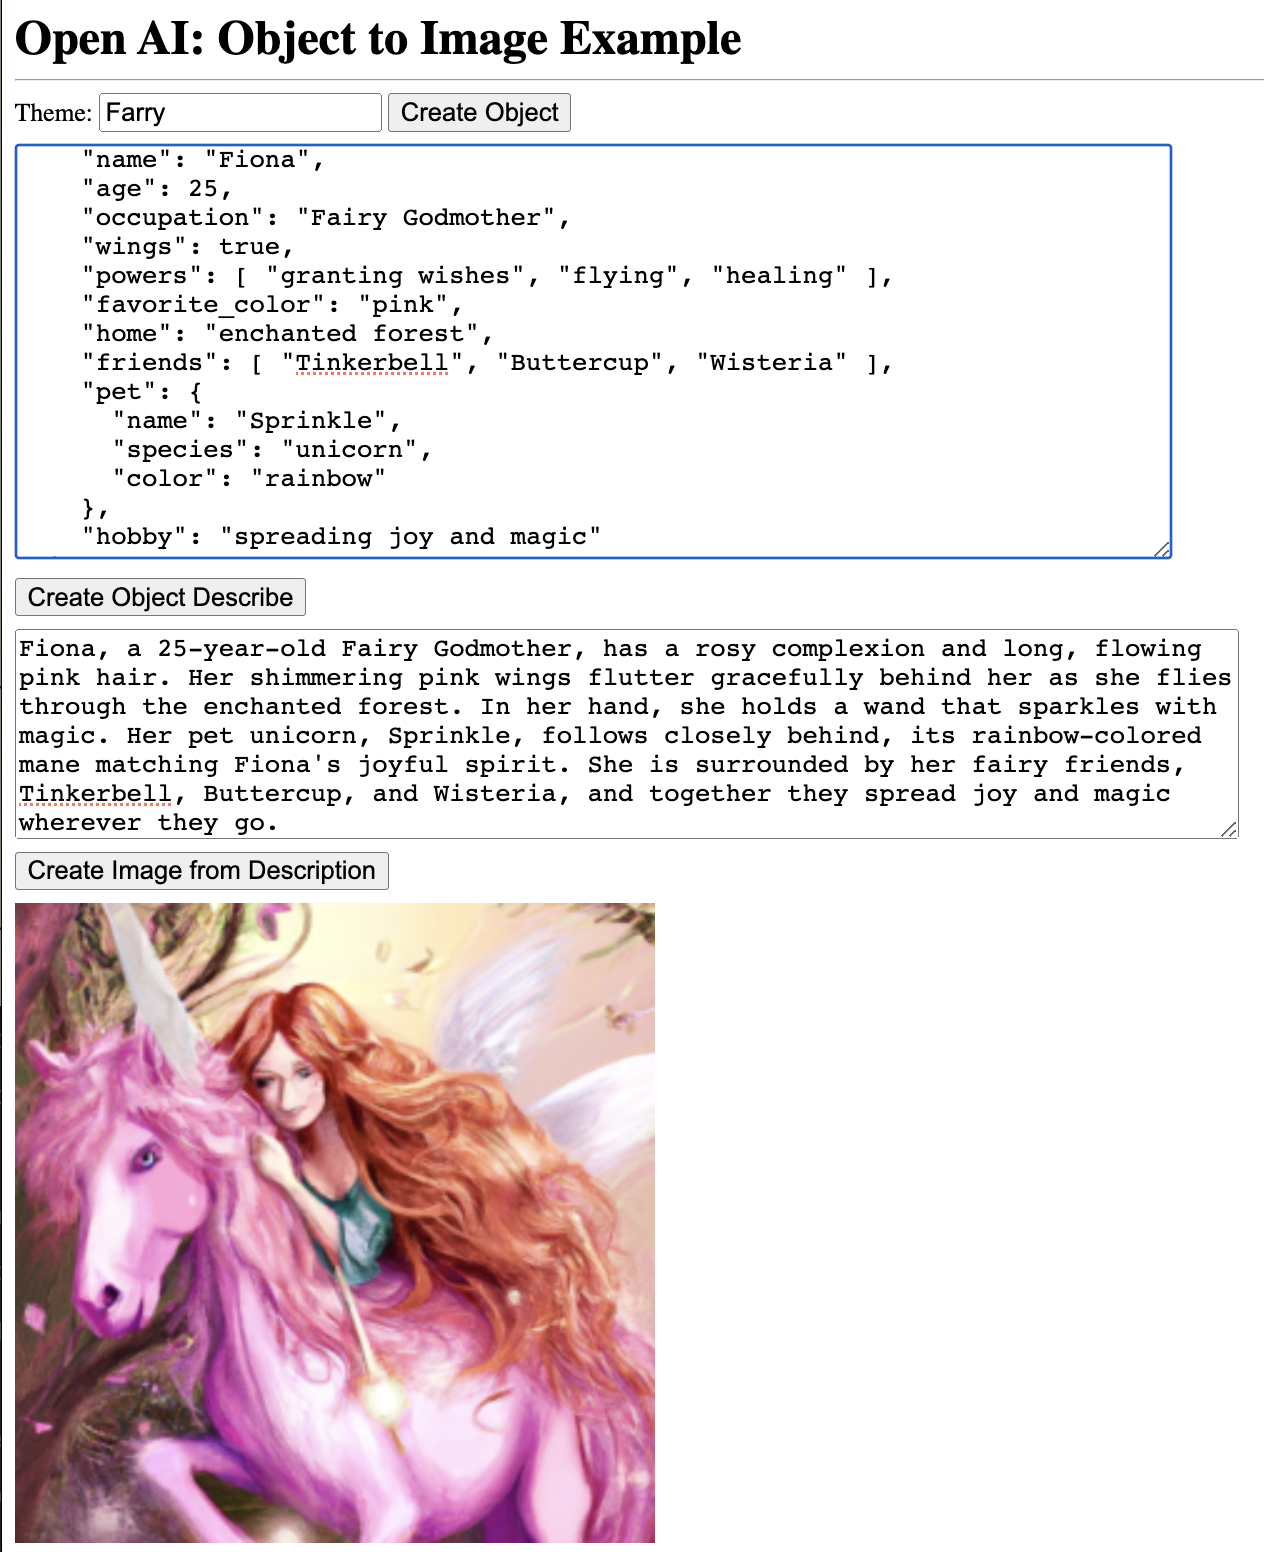 Open AI: Object to Image Example
Theme: Farry Create Object
"name": "Fiona",
"age": 25,
"occupation": "Fairy Godmother",
"wings": true,
"powers": [ "granting wishes", "flying", "healing" ],
"favorite_color": "pink",
"home": "enchanted forest",
"friends": [ "Tinkerbell", "Buttercup", "Wisteria" ],
"pet": {
"name": "Sprinkle",
"species": "unicorn",
"color": "rainbow"
},
"hobby": "spreading joy and magic"
Create Object Describe
Fiona, a 25-year-old Fairy Godmother, has a rosy complexion and long, flowing
pink hair. Her shimmering pink wings flutter gracefully behind her as she flies
through the enchanted forest. In her hand, she holds a wand that sparkles with
magic. Her pet unicorn, Sprinkle, follows closely behind, its rainbow-colored
mane matching Fiona's joyful spirit. She is surrounded by her fairy friends,
Tinkerbell, Buttercup, and Wisteria, and together they spread joy and magic
wherever they go.
Create Image from Description